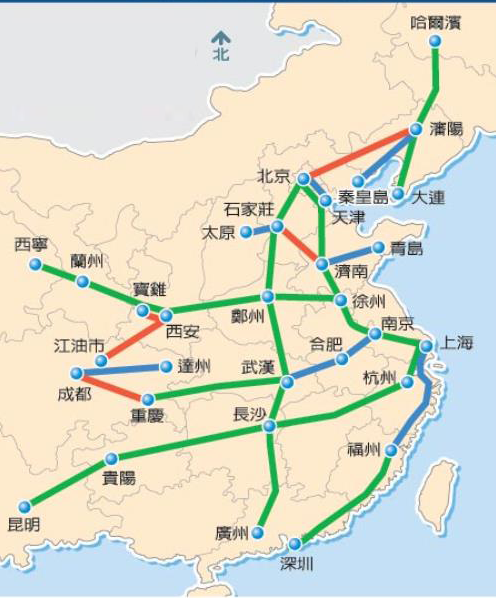 哈爾濱
北
瀋陽
北京
秦皇島
大連
天津
石家莊
太原
西寧
蘭州
青島
濟南
寶雞
西安
鄭州
徐州
南京
江油市
合肥
上海
成都
達州
武漢
杭州
重慶
長沙
福州
貴陽
昆明
廣州
深圳